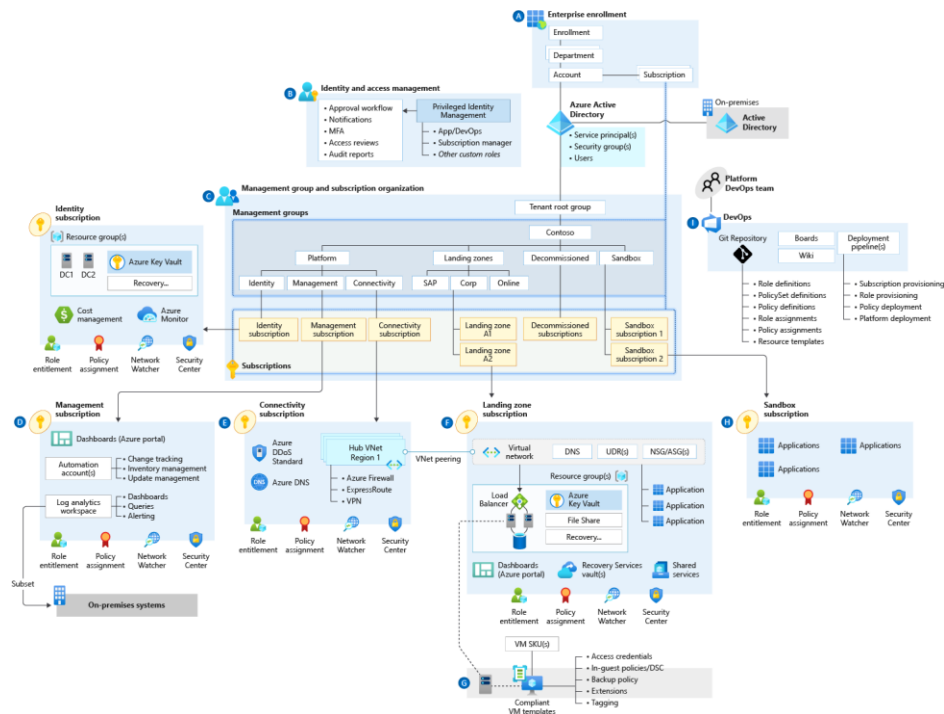 A
Enterprise enrollment
Enrollment
Department
Account
Subscription
B
Identity and access management
• Approval workflow
• Notifications
• MFA
• Access reviews
• Audit reports
Privileged Identity
Management
• App/DevOps
• Subscription manager
• Other custom roles
Azure Active
Directory
• Service principal(s)
• Security group(s)
• Users
On-premises
Active
Directory
C
Management group and subscription organization
Management groups
Tenant root group
Contoso
Platform
Landing zones
Decommissioned
Sandbox
Identity
Management
Connectivity
SAP
Corp
Online
Identity
subscription
Management
subscription
Connectivity
subscription
Landing zone
A1
Landing zone
A2
Decommissioned
subscriptions
Sandbox
subscription 1
Sandbox
subscription 2
Subscriptions
Platform
DevOps team
I
DevOps
Git Repository
Boards
Wiki
Deployment
pipeline(s)
• Role definitions
• PolicySet definitions
• Policy definitions
• Role assignments
• Policy assignments
• Resource templates
• Subscription provisioning
• Role provisioning
• Policy deployment
• Platform deployment
Identity
subscription
Resource group(s)
DC1
DC2
Azure Key Vault
Recovery...
Cost
management
Azure
Monitor
Role
entitlement
Policy
assignment
Network
Watcher
Security
Center
D
Management
subscription
Dashboards (Azure portal)
Automation
account(s)
• Change tracking
• Inventory management
• Update management
Log analytics
workspace
• Dashboards
• Queries
• Alerting
Role
entitlement
Policy
assignment
Network
Watcher
Security
Center
Subset
On-premises systems
E
Connectivity
subscription
Azure
DDoS
Standard
DNS
Azure DNS
Hub VNet
Region 1
• Azure Firewall
• ExpressRoute
• VPN
Role
entitlement
Policy
assignment
Network
Watcher
Security
Center
VNet peering
F
Landing zone
subscription
Virtual
network
DNS
UDR(s)
NSG/ASG(s)
Resource group(s)
Load
Balancer
Azure
Key Vault
File Share
Recovery...
Application
Application
Application
Dashboards
(Azure portal)
Recovery Services
vault(s)
Shared
services
Role
entitlement
Policy
assignment
Network
Watcher
Security
Center
G
VM SKU(s)
Compliant
VM templates
• Access credentials
• In-guest policies/DSC
• Backup policy
• Extensions
• Tagging
H
Sandbox
subscription
Applications
Applications
Applications
Role
entitlement
Policy
assignment
Network
Watcher
Security
Center